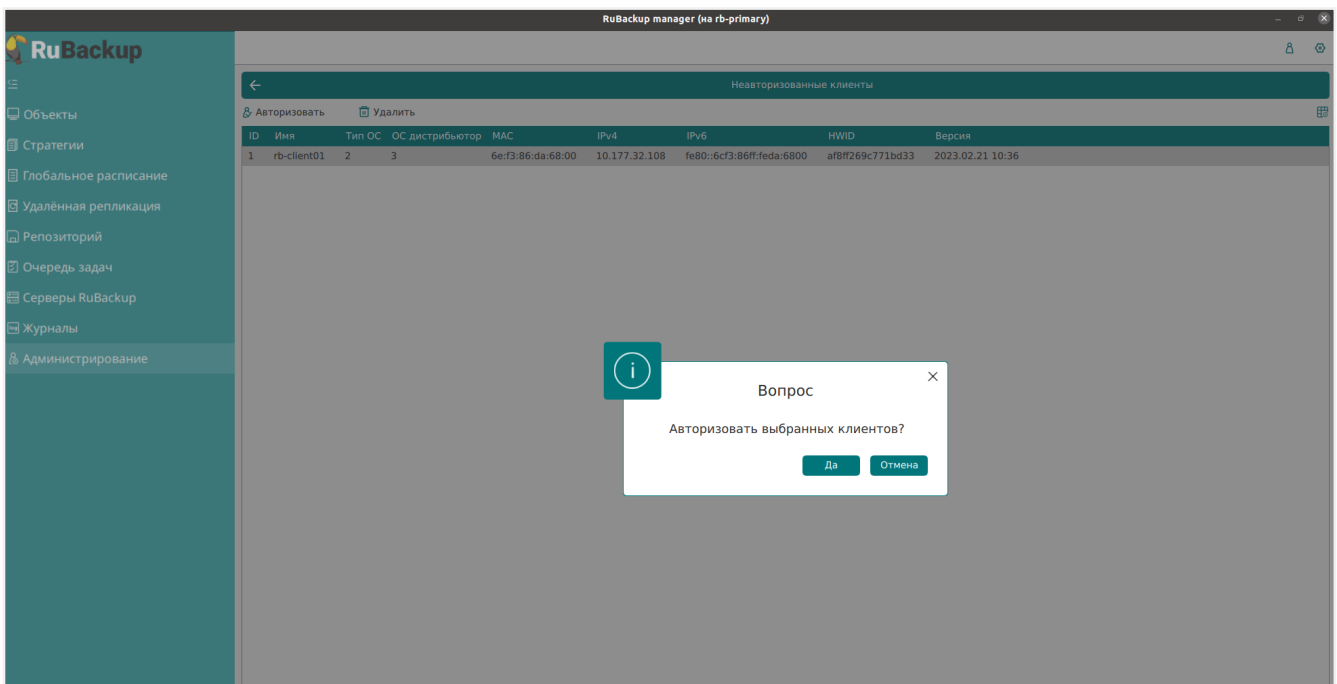 RuBackup manager (на rb-primary)
RuBackup
Объекты
Стратегии
Глобальное расписание
Удалённая репликация
Репозиторий
Очередь задач
Серверы RuBackup
Журналы
Администрирование
Неавторизованные клиенты
Авторизовать Удалить
ID Имя Тип ОС ОС дистрибьютор MAC IPv4 IPv6 HWID Версия
1 rb-client01 2 3 6e:f3:86:da:68:00 10.177.32.108 fe80::6cf3:86ff:feda:6800 af8ff269c771bd33 2023.02.21 10:36
Вопрос
Авторизовать выбранных клиентов?
Да Отмена